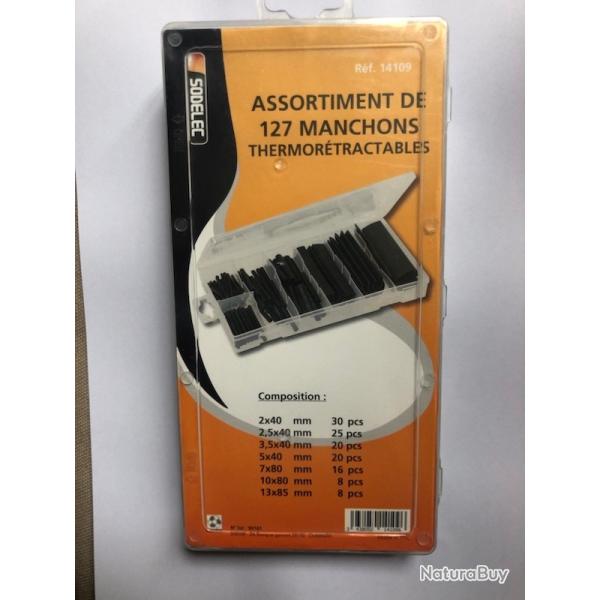 SODELEC
Réf. 14109
ASSORTIMENT DE
127 MANCHONS
THERMORÉTRACTABLES
Composition :
2x40 mm 30 pcs
2,5x40 mm 25 pcs
3,5x40 mm 20 pcs
5x40 mm 20 pcs
7x80 mm 16 pcs
10x80 mm 8 pcs
13x85 mm 8 pcs
NaturaBuy